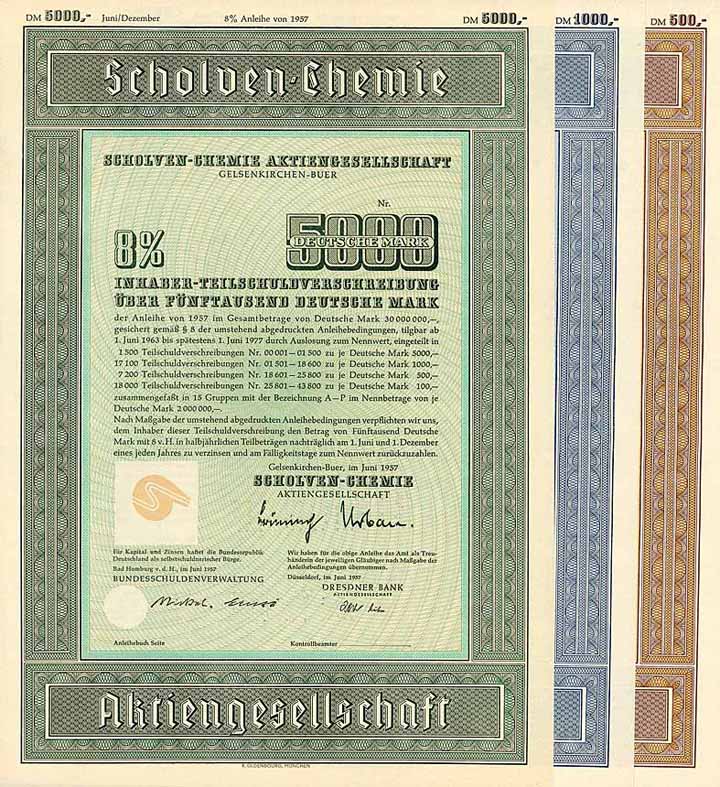 DM 5000,- Juni/Dezember 8% Anleihe von 1957 DM 5000,-
DM 1000,-
DM 500,-
Scholven-Chemie
SCHOLVEN-CHEMIE AKTIENGESELLSCHAFT
GELSENKIRCHEN-BUER
Nr.
8% 5000
DEUTSCHE MARK
INHABER-TEILSCHULDVERSCHREIBUNG
ÜBER FÜNFTAUSEND DEUTSCHE MARK
der Anleihe von 1957 im Gesamtbetrage von Deutsche Mark 30 000 000,–,
gesichert gemäß § 8 der umstehend abgedruckten Anleihebedingungen, tilgbar ab
1. Juni 1963 bis spätestens 1. Juni 1977 durch Auslosung zum Nennwert, eingeteilt in
1 500 Teilschuldverschreibungen Nr. 00 001–01 500 zu je Deutsche Mark 5000,–
17 100 Teilschuldverschreibungen Nr. 01 501–18 600 zu je Deutsche Mark 1000,–
7 200 Teilschuldverschreibungen Nr. 18 601–25 800 zu je Deutsche Mark 500,–
18 000 Teilschuldverschreibungen Nr. 25 801–43 800 zu je Deutsche Mark 100,–
zusammengefaßt in 15 Gruppen mit der Bezeichnung A–P im Nennbetrage von je
Deutsche Mark 2 000 000,–.
Nach Maßgabe der umstehend abgedruckten Anleihebedingungen verpflichten wir uns,
dem Inhaber dieser Teilschuldverschreibung den Betrag von Fünftausend Deutsche
Mark mit 8 v. H. in halbjährlichen Teilbeträgen nachträglich am 1. Juni und 1. Dezember
eines jeden Jahres zu verzinsen und am Fälligkeitstage zum Nennwert zurückzuzahlen.
Gelsenkirchen-Buer, im Juni 1957
SCHOLVEN-CHEMIE
AKTIENGESELLSCHAFT
Urban.
Für Kapital und Zinsen haftet die Bundesrepublik
Deutschland als selbstschuldnerischer Bürge.
Bad Homburg v. d. H., im Juni 1957
BUNDESSCHULDENVERWALTUNG
Wir haben für die obige Anleihe das Amt als Treu-
händerin der jeweiligen Gläubiger nach Maßgabe der
Anleihebedingungen übernommen.
Düsseldorf, im Juni 1957
DRESDNER BANK
AKTIENGESELLSCHAFT
Anleihebuch Seite
Kontrollbeamter
Aktiengesellschaft
R. OLDENBOURG, MÜNCHEN